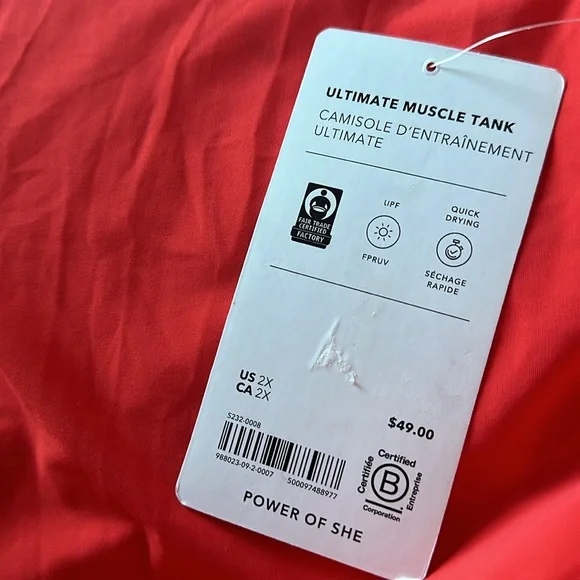 ULTIMATE MUSCLE TANK
CAMISOLE D'ENTRAÎNEMENT
ULTIMATE
FAIR TRADE
CERTIFIED
FACTORY
UPF
FPRUV
QUICK
DRYING
SÉCHAGE
RAPIDE
US 2X
CA 2X
$49.00
S232-0008
988023-09-2-0007 500097488977
Certified
Certifiée
B
Entreprise
Corporation
POWER OF SHE